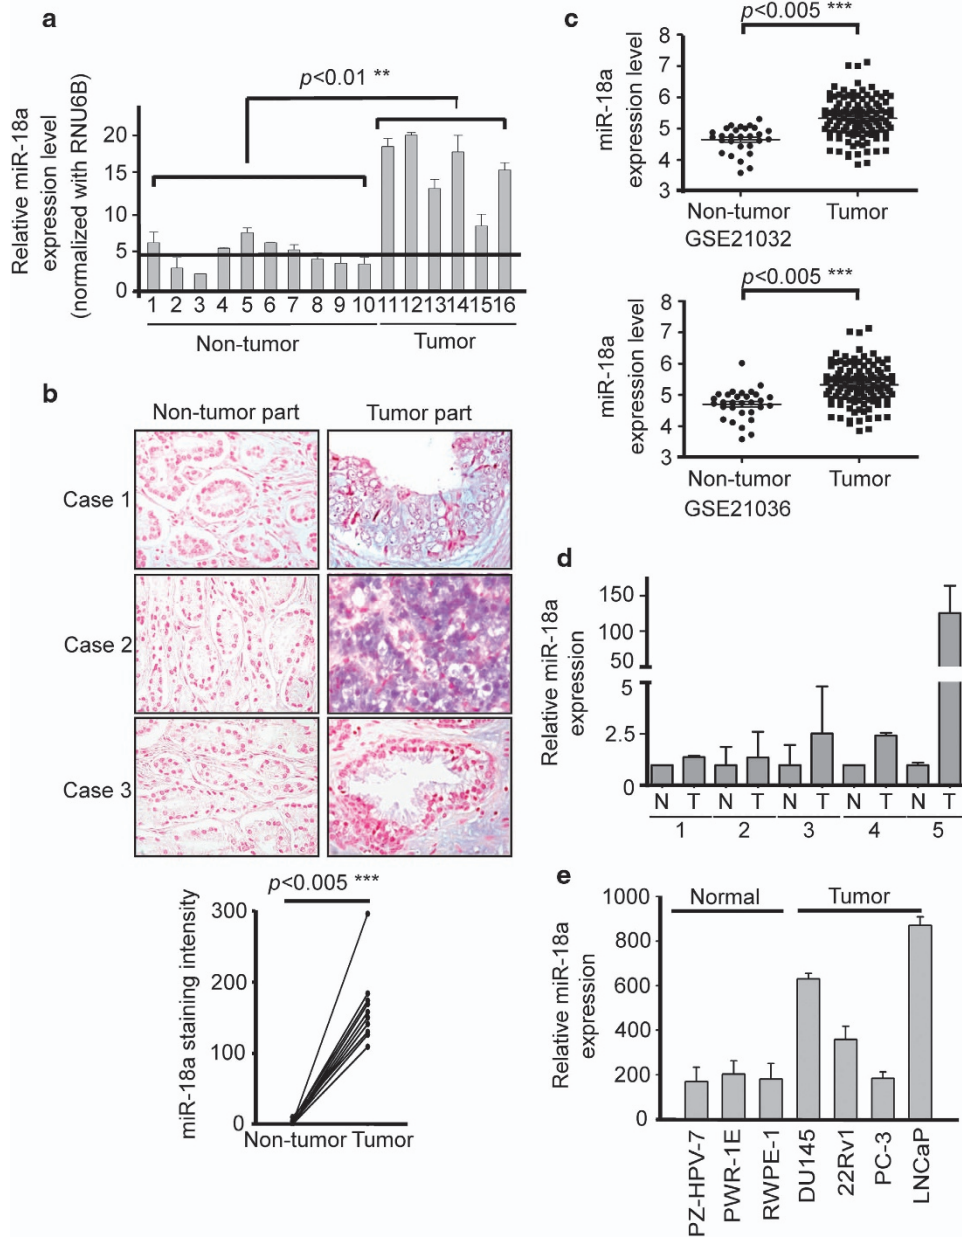 a
p<0.01 **
Relative miR-18a
expression level
(normalized with RNU6B)
20
15
10
5
0
1 2 3 4 5 6 7 8 9 10 11 12 13 14 15 16
Non-tumor Tumor
b
Non-tumor part Tumor part
Case 1
Case 2
Case 3
p<0.005 ***
miR-18a staining intensity
300
200
100
0
Non-tumor Tumor
c
p<0.005 ***
miR-18a
expression level
8
7
6
5
4
3
Non-tumor Tumor
GSE21032
p<0.005 ***
miR-18a
expression level
8
7
6
5
4
3
Non-tumor Tumor
GSE21036
d
Relative miR-18a
expression
150
100
50
5
2.5
0
N T N T N T N T N T
1 2 3 4 5
e
Relative miR-18a
expression
1000
800
600
400
200
0
Normal Tumor
PZ-HPV-7
PWR-1E
RWPE-1
DU145
22Rv1
PC-3
LNCaP